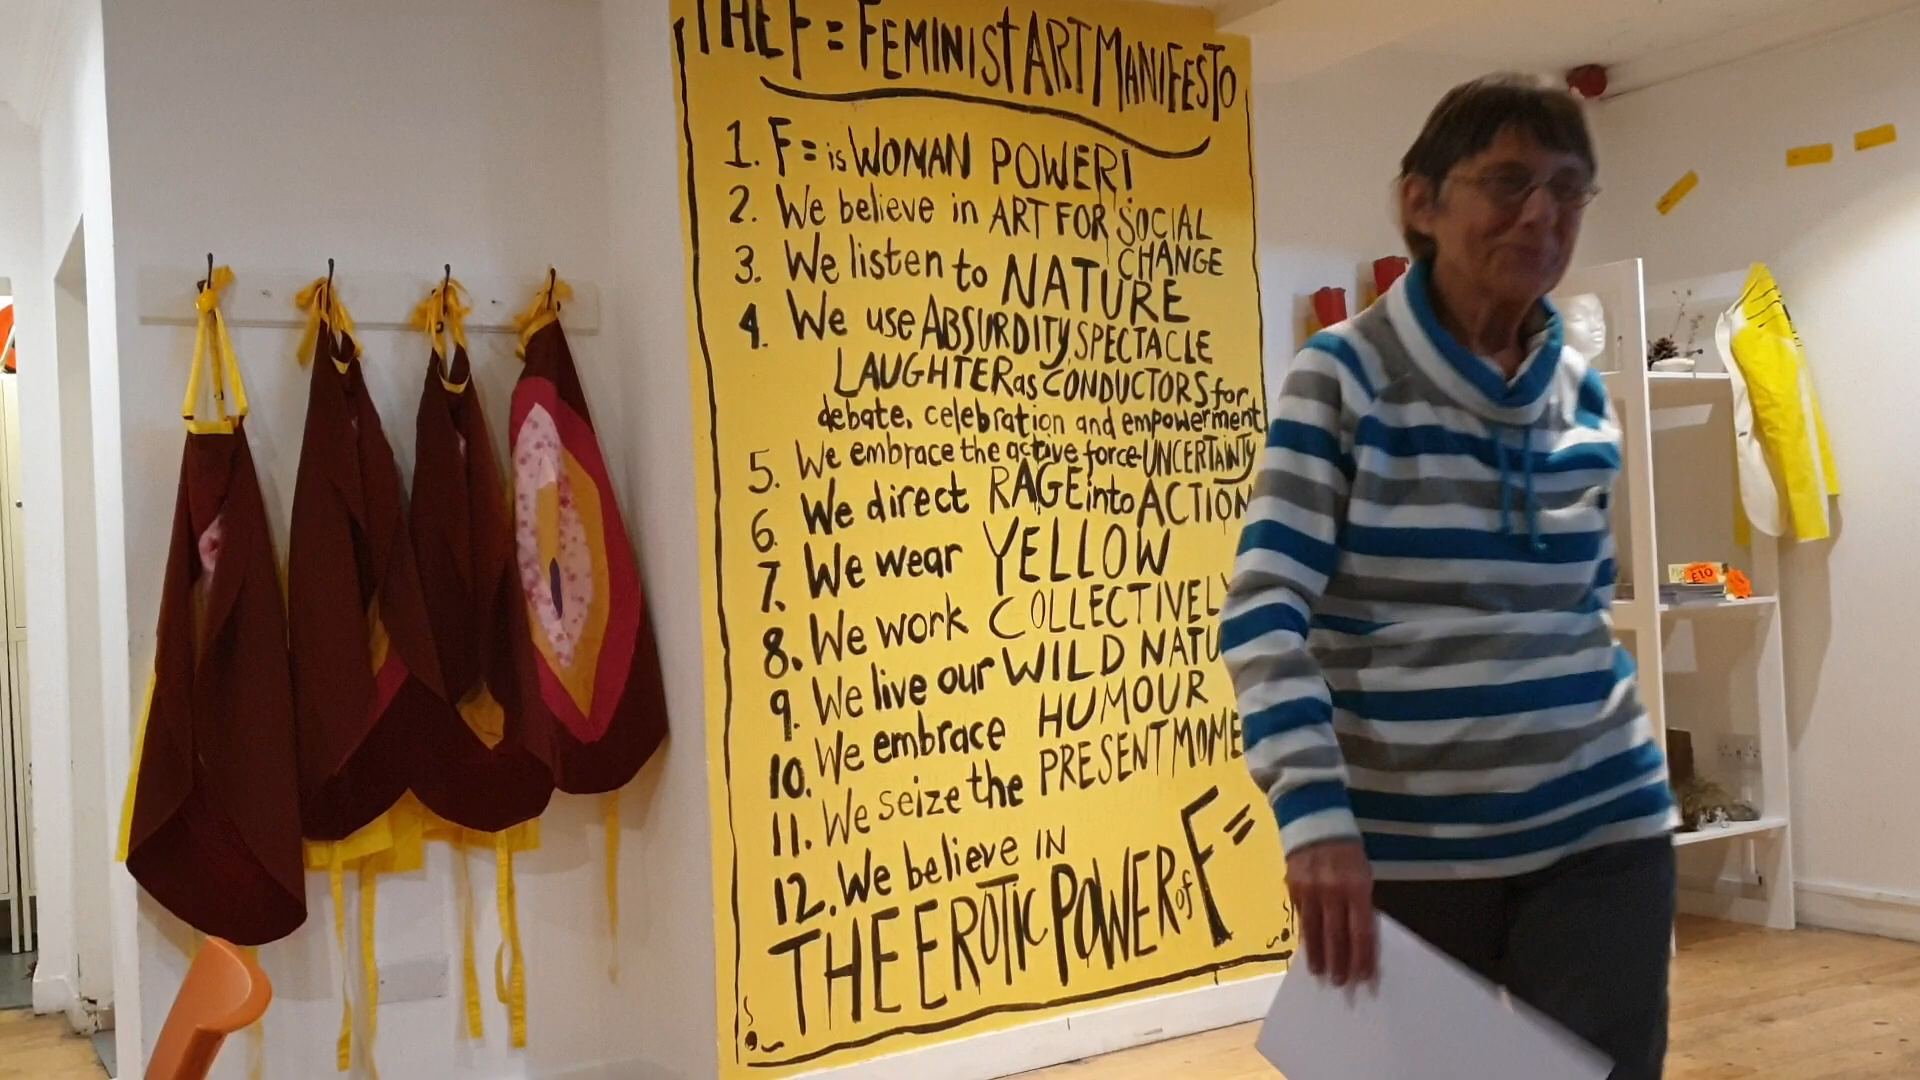 THE F = FEMINIST ART MANIFESTO
1. F = is WOMAN POWER!
2. We believe in ART FOR SOCIAL
CHANGE
3. We listen to NATURE
4. We use ABSURDITY, SPECTACLE
LAUGHTER as CONDUCTORS for
debate, celebration and empowerment
5. We embrace the active force-UNCERTAINTY
6. We direct RAGE into ACTION
7. We wear YELLOW
8. We work COLLECTIVELY
9. We live our WILD NATU
10. We embrace HUMOUR
11. We seize the PRESENT MOME
12. We believe IN
THE EROTIC POWER of F =
£10